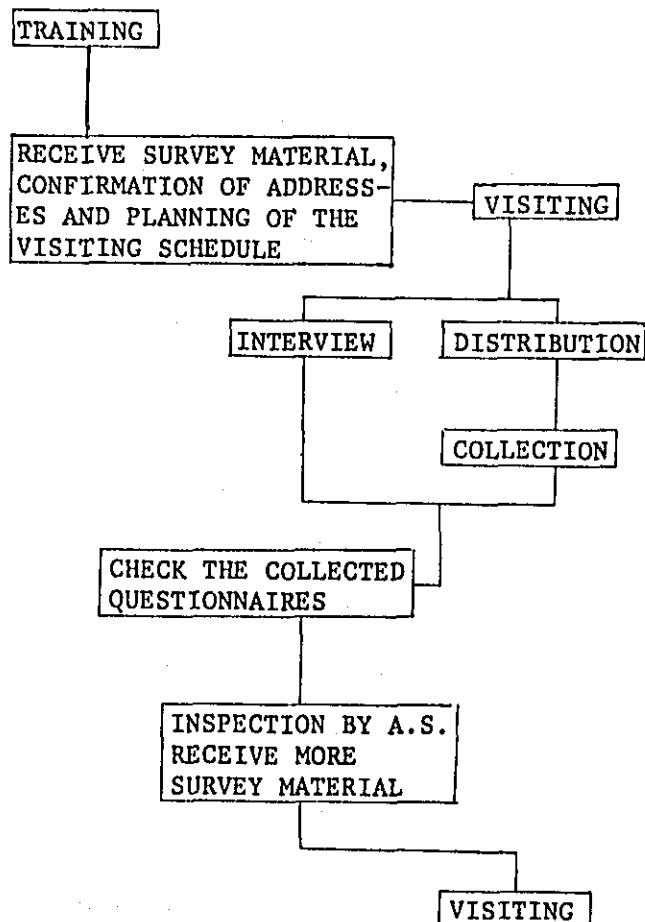 TRAINING
RECEIVE SURVEY MATERIAL,
CONFIRMATION OF ADDRESS-
ES AND PLANNING OF THE
VISITING SCHEDULE
VISITING
INTERVIEW
DISTRIBUTION
COLLECTION
CHECK THE COLLECTED
QUESTIONNAIRES
INSPECTION BY A.S.
RECEIVE MORE
SURVEY MATERIAL
VISITING